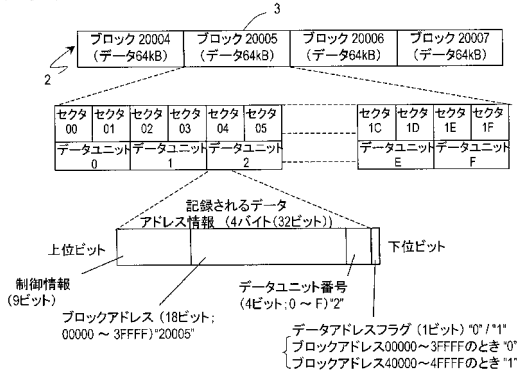 3
ブロック 20004 ブロック 20005 ブロック 20006 ブロック 20007
(データ64kB) (データ64kB) (データ64kB) (データ64kB)
2
セクタ セクタ セクタ セクタ セクタ セクタ セクタ セクタ セクタ セクタ
00 01 02 03 04 05 1C 1D 1E 1F
データユニット データユニット データユニット データユニット データユニット
0 1 2 E F
記録されるデータ
アドレス情報 (4バイト(32ビット))
上位ビット 下位ビット
制御情報
(9ビット)
データユニット番号
(4ビット;0 ~ F)"2"
ブロックアドレス (18ビット;
00000 ~ 3FFFF)"20005"
データアドレスフラグ (1ビット) "0" / "1"
ブロックアドレス00000~3FFFFのとき "0"
ブロックアドレス40000~4FFFFのとき "1"